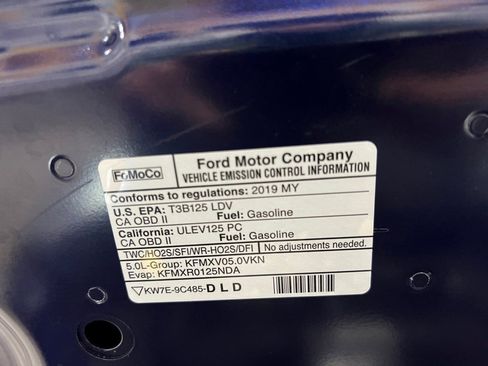 FoMoCo
Ford Motor Company
VEHICLE EMISSION CONTROL INFORMATION
Conforms to regulations: 2019 MY
U.S. EPA: T3B125 LDV
CA OBD II Fuel: Gasoline
California: ULEV125 PC
CA OBD II Fuel: Gasoline
TWC/HO2S/SFI/WR-HO2S/DFI No adjustments needed.
5.0L-Group: KFMXV05.0VKN
Evap: KFMXR0125NDA
▽KW7E-9C485-DLD